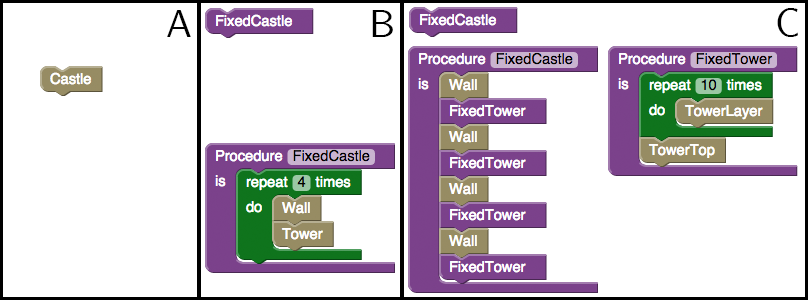 A
Castle
B
FixedCastle
Procedure FixedCastle
is repeat 4 times
do Wall
Tower
C
FixedCastle
Procedure FixedCastle
is Wall
FixedTower
Wall
FixedTower
Wall
FixedTower
Wall
FixedTower
Procedure FixedTower
is repeat 10 times
do TowerLayer
TowerTop